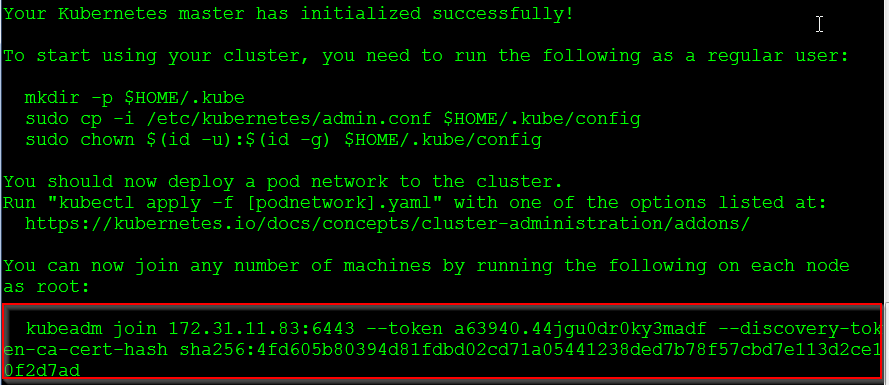 Your Kubernetes master has initialized successfully!
To start using your cluster, you need to run the following as a regular user:
mkdir -p $HOME/.kube
sudo cp -i /etc/kubernetes/admin.conf $HOME/.kube/config
sudo chown $(id -u):$(id -g) $HOME/.kube/config
You should now deploy a pod network to the cluster.
Run "kubectl apply -f [podnetwork].yaml" with one of the options listed at:
https://kubernetes.io/docs/concepts/cluster-administration/addons/
You can now join any number of machines by running the following on each node
as root:
kubeadm join 172.31.11.83:6443 --token a63940.44jgu0dr0ky3madf --discovery-tok
en-ca-cert-hash sha256:4fd605b80394d81fdbd02cd71a05441238ded7b78f57cbd7e113d2ce1
0f2d7ad